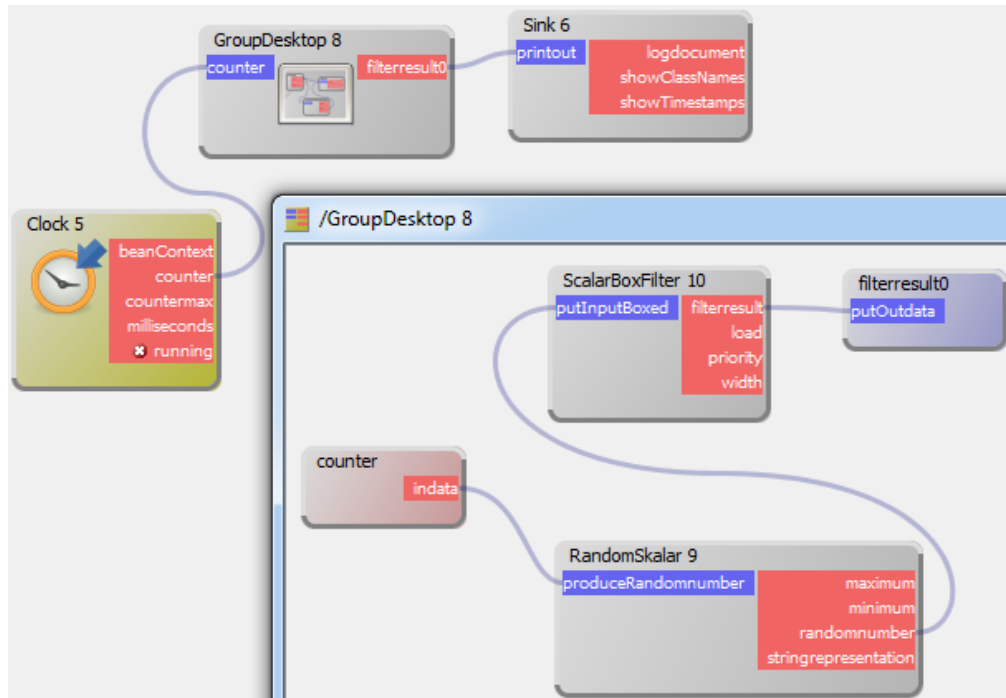 GroupDesktop 8
counter
filterresult0
Sink 6
printout
logdocument
showClassNames
showTimestamps
Clock 5
beanContext
counter
countermax
milliseconds
running
/GroupDesktop 8
ScalarBoxFilter 10
putInputBoxed
filterresult
load
priority
width
filterresult0
putOutdata
counter
indata
RandomSkalar 9
produceRandomnumber
maximum
minimum
randomnumber
stringrepresentation